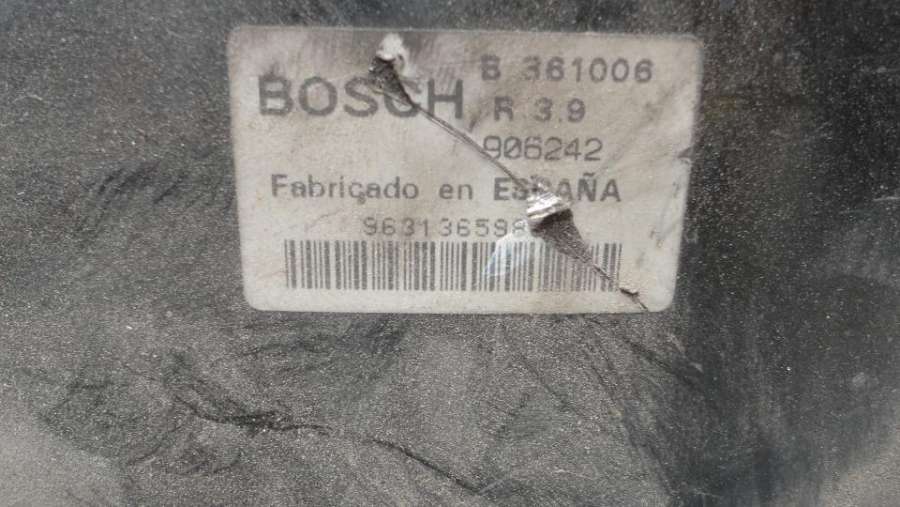 BOSCH
B 361006
R 3.9
906242
Fabricado en ESPAÑA
963136598